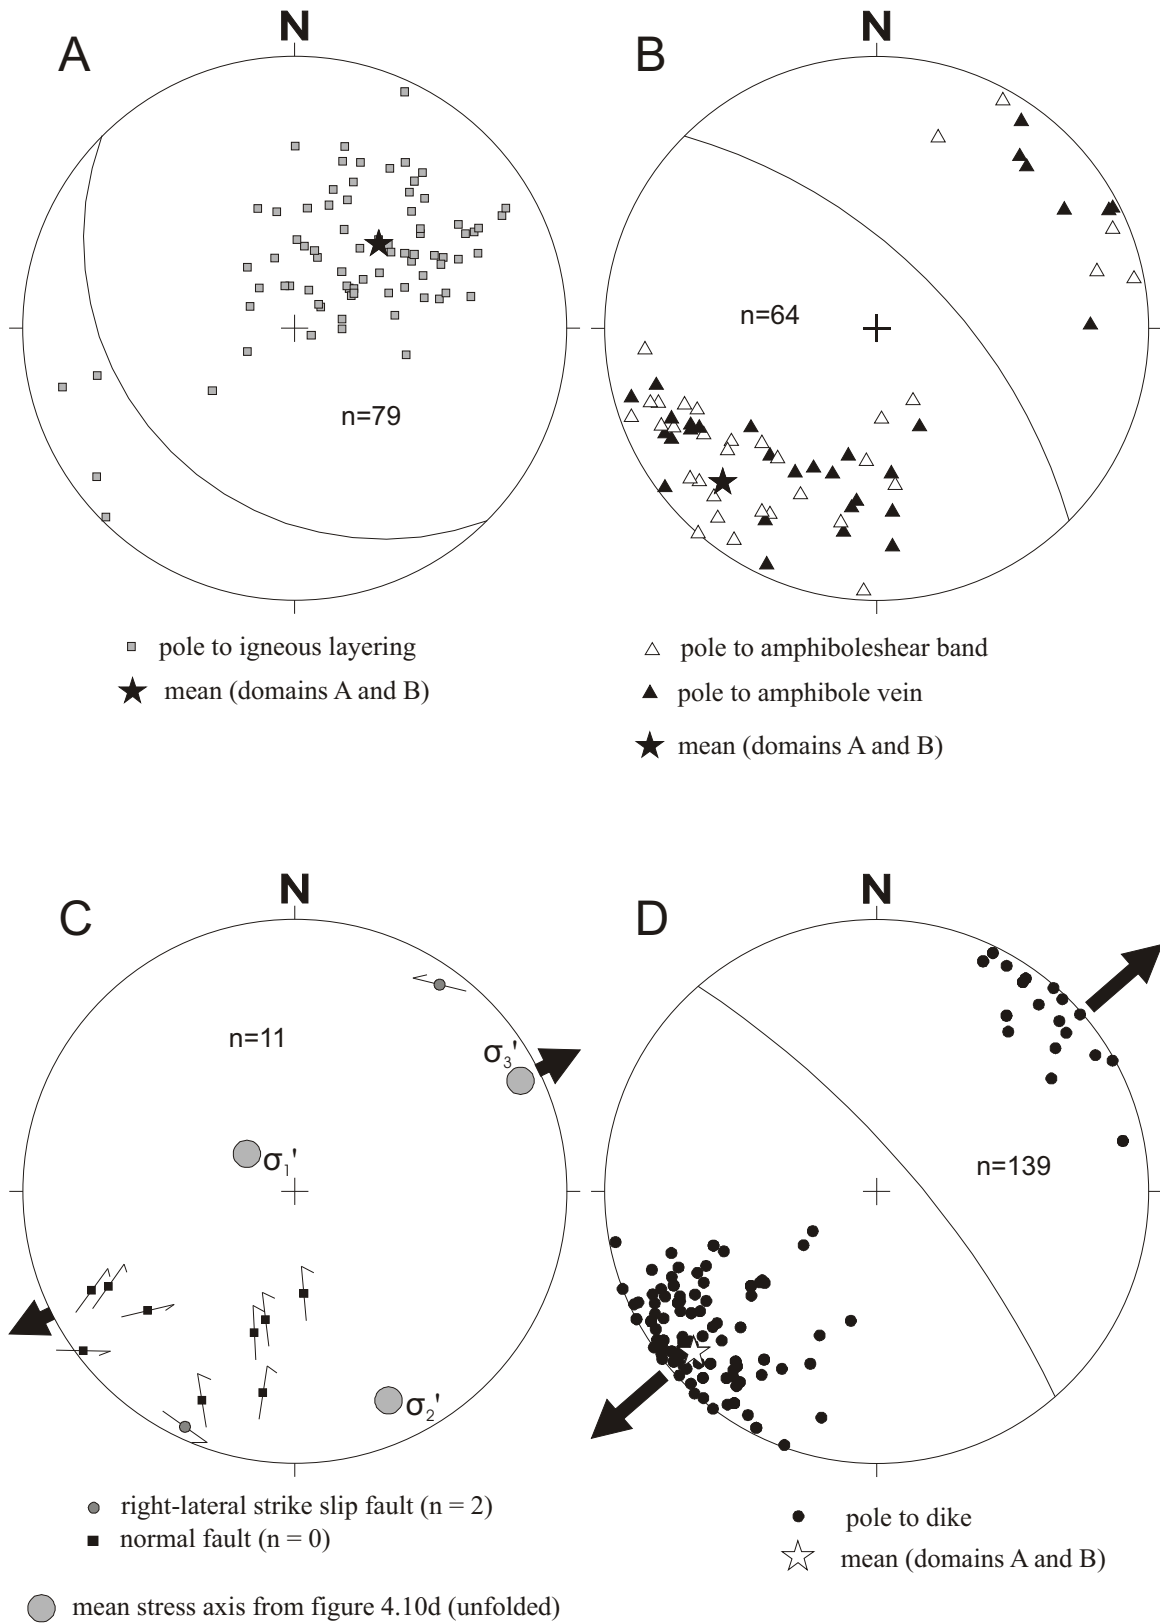 A
N
n=79
pole to igneous layering
mean (domains A and B)
B
N
n=64
pole to amphiboleshear band
pole to amphibole vein
mean (domains A and B)
C
N
n=11
σ3'
σ1'
σ2'
right-lateral strike slip fault (n = 2)
normal fault (n = 0)
mean stress axis from figure 4.10d (unfolded)
D
N
n=139
pole to dike
mean (domains A and B)